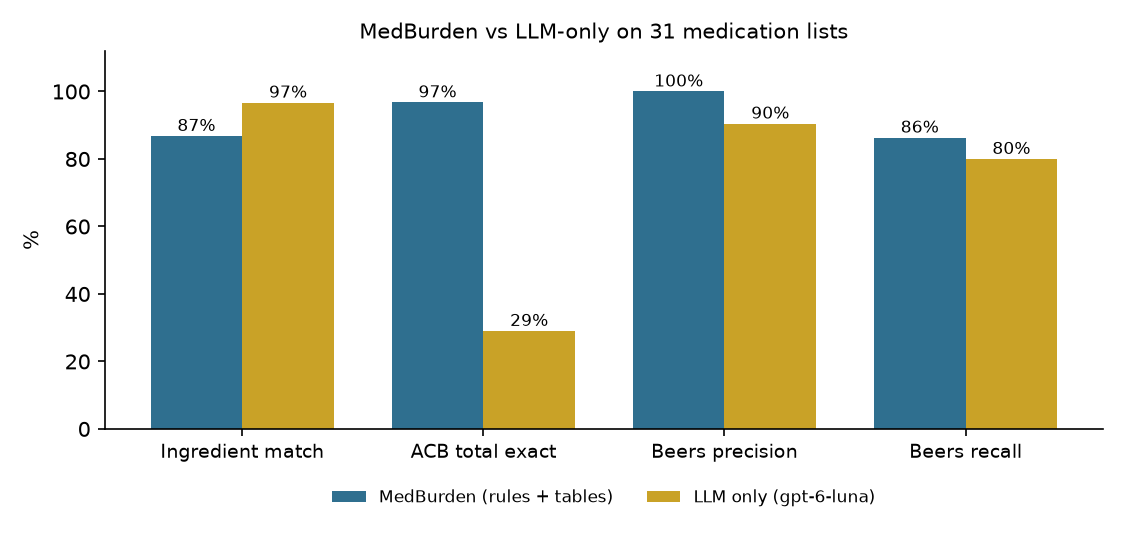 MedBurden vs LLM-only on 31 medication lists
%
100
80
60
40
20
0
87%
97%
97%
29%
100%
90%
86%
80%
Ingredient match
ACB total exact
Beers precision
Beers recall
MedBurden (rules + tables)
LLM only (gpt-6-luna)